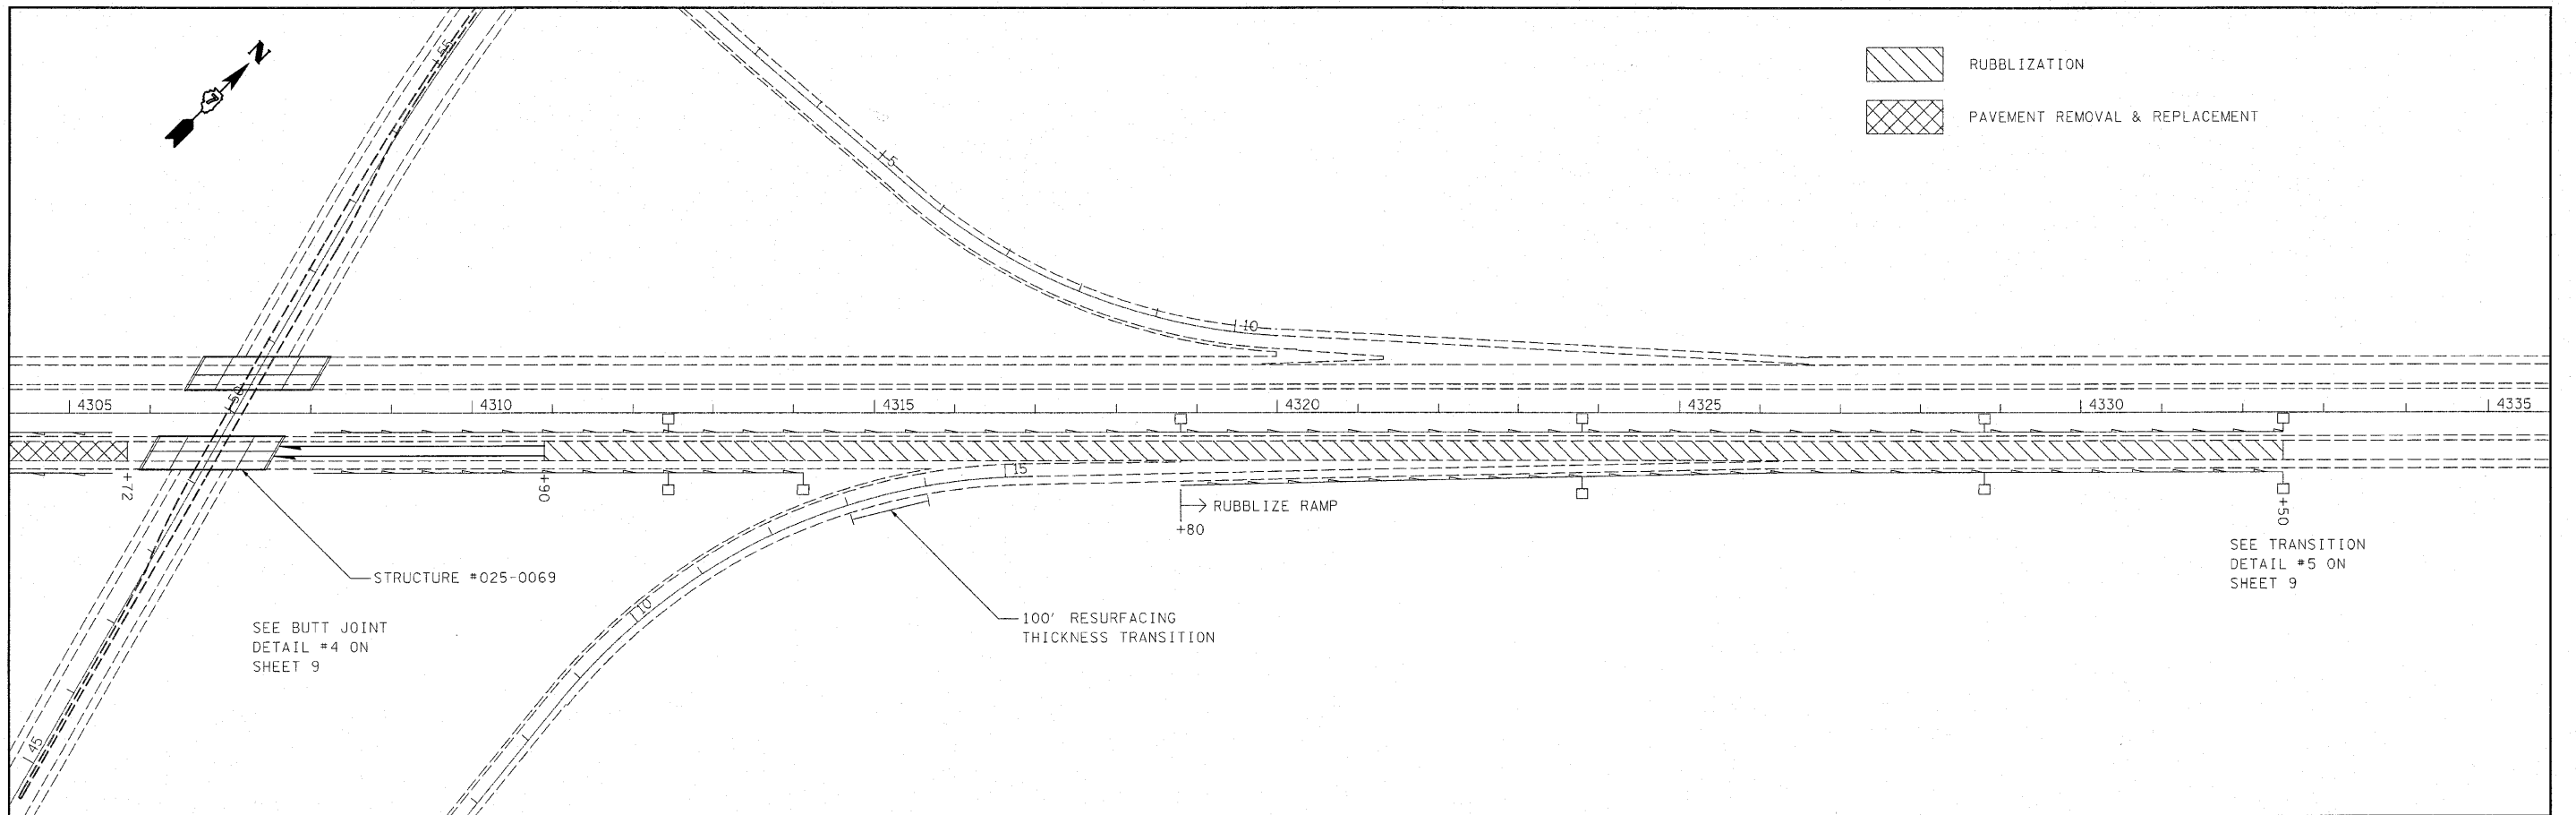 N
55
RUBBLIZATION
PAVEMENT REMOVAL & REPLACEMENT
5
10
50
4305
4310
4315
4320
4325
4330
4335
+72
+90
15
+80
RUBBLIZE RAMP
+50
SEE TRANSITION
DETAIL #5 ON
SHEET 9
STRUCTURE #025-0069
10
100' RESURFACING
THICKNESS TRANSITION
SEE BUTT JOINT
DETAIL #4 ON
SHEET 9
45